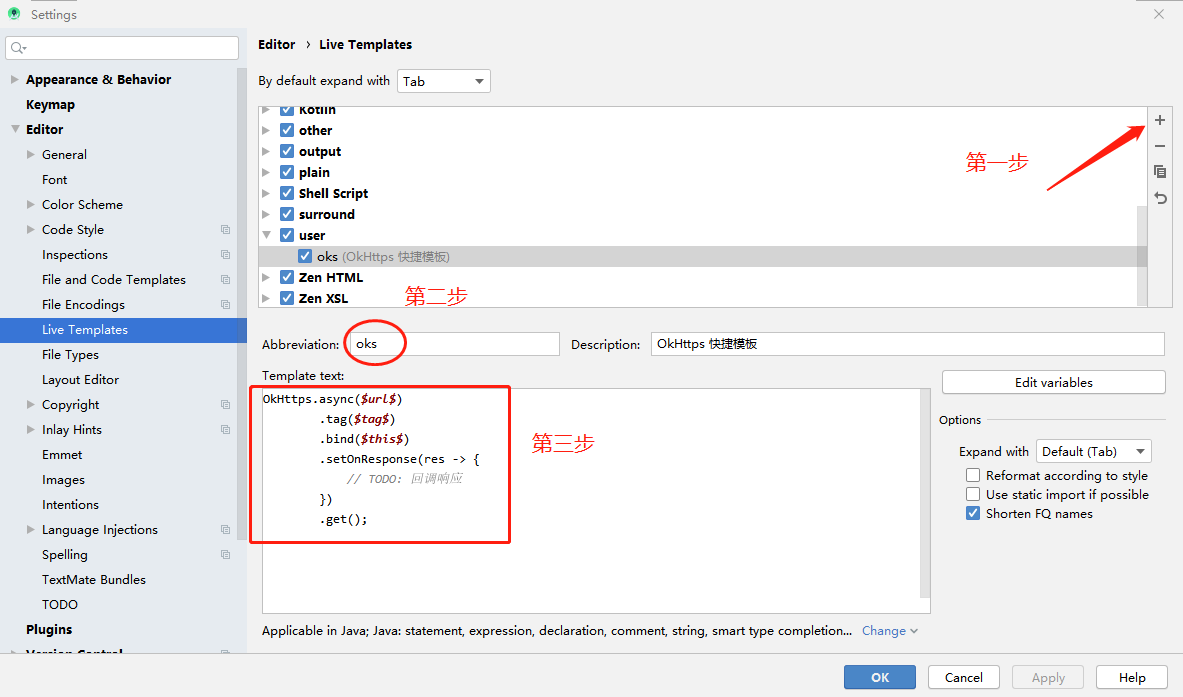 Settings
Editor › Live Templates
By default expand with Tab
Appearance & Behavior
Keymap
Editor
General
Font
Color Scheme
Code Style
Inspections
File and Code Templates
File Encodings
Live Templates
File Types
Layout Editor
Copyright
Inlay Hints
Emmet
Images
Intentions
Language Injections
Spelling
TextMate Bundles
TODO
Plugins
Version Control
Kotlin
other
output
plain
Shell Script
surround
user
oks (OkHttps 快捷模板)
Zen HTML
Zen XSL
第一步
第二步
Abbreviation: oks
Description: OkHttps 快捷模板
Template text:
OkHttps.async($url$)
.tag($tag$)
.bind($this$)
.setOnResponse(res -> {
// TODO: 回调响应
})
.get();
第三步
Edit variables
Options
Expand with Default (Tab)
Reformat according to style
Use static import if possible
Shorten FQ names
Applicable in Java; Java: statement, expression, declaration, comment, string, smart type completion... Change
OK Cancel Apply Help